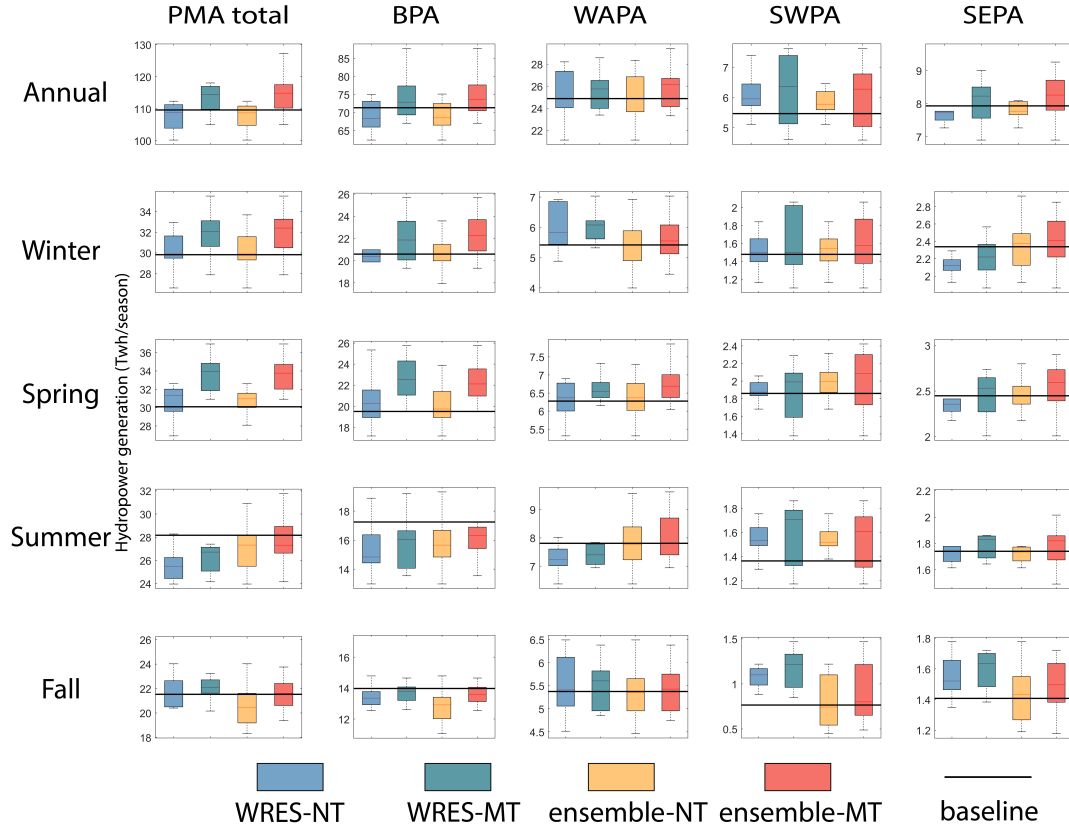 PMA total BPA WAPA SWPA SEPA
Annual
130 120 110 100
85 80 75 70 65
28 26 24 22
7 6 5
9 8 7
Winter
34 32 30 28
26 24 22 20
7 6 5 4
2 1.8 1.6 1.4 1.2
2.8 2.6 2.4 2.2 2
Hydropower generation (Twh/season)
Spring
36 34 32 30 28
26 24 22 20 18
7.5 7 6.5 6 5.5
2.4 2.2 2 1.8 1.6 1.4
3 2.5 2
Summer
32 30 28 26 24
18 16 14
9 8 7
1.8 1.6 1.4 1.2
2.2 2 1.8 1.6
Fall
26 24 22 20 18
16 14 12
6.5 6 5.5 5 4.5
1.5 1 0.5
1.8 1.6 1.4 1.2
WRES-NT WRES-MT ensemble-NT ensemble-MT baseline